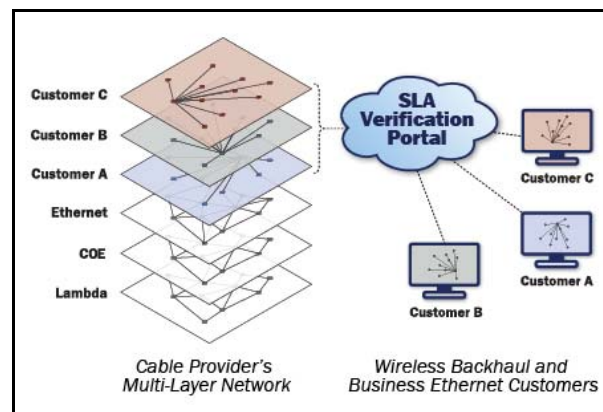 Customer C
Customer B
Customer A
Ethernet
COE
Lambda
SLA
Verification
Portal
Customer C
Customer A
Customer B
Cable Provider's
Multi-Layer Network
Wireless Backhaul and
Business Ethernet Customers